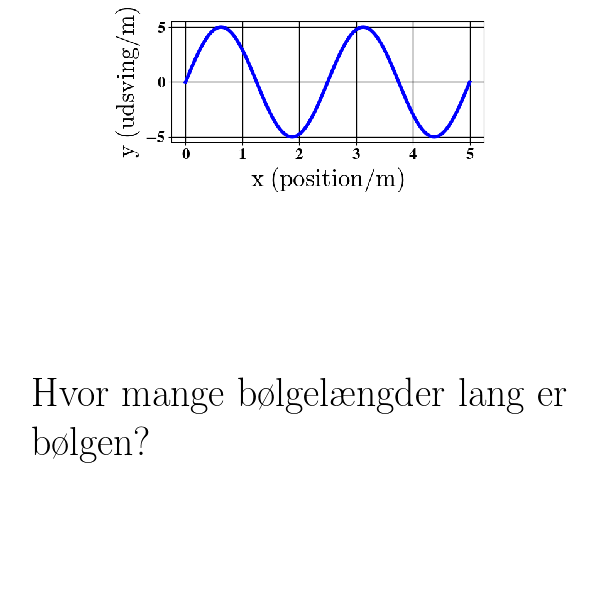 y (udsving/m)
5
0
−5
0 1 2 3 4 5
x (position/m)
Hvor mange bølgelængder lang er
bølgen?